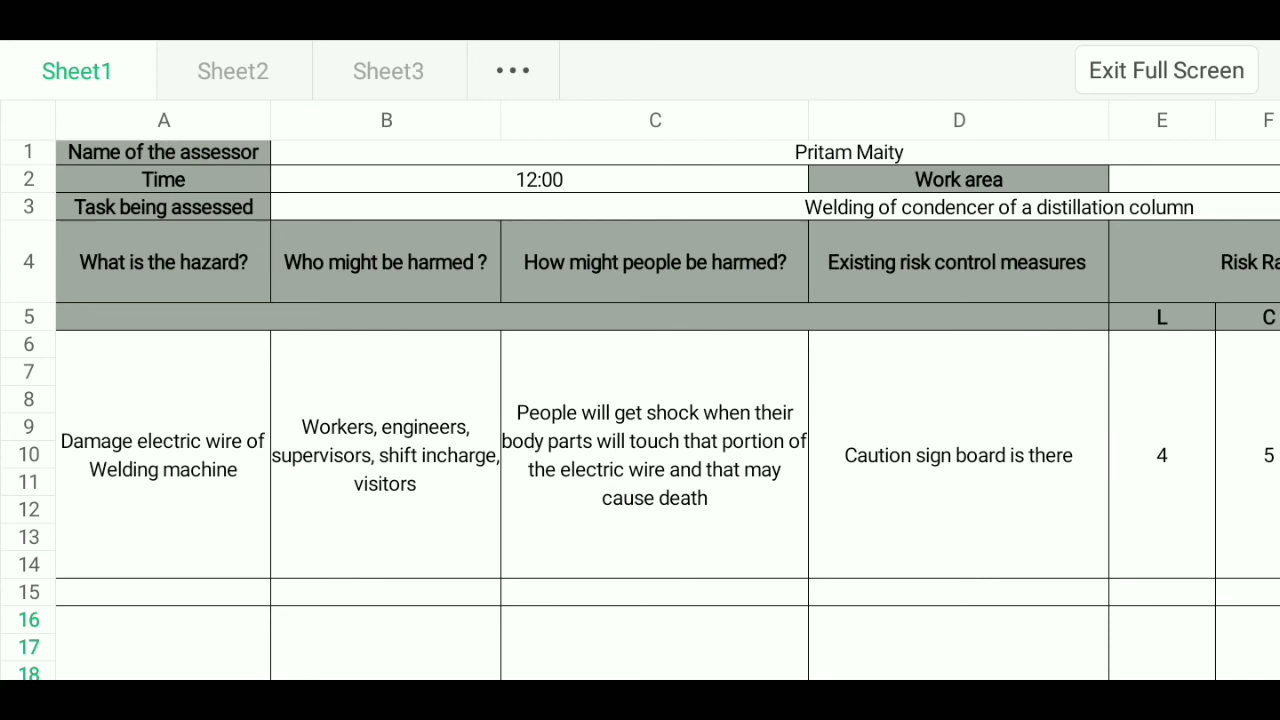 Sheet1 Sheet2 Sheet3 ••• Exit Full Screen
A B C D E F
1 Name of the assessor Pritam Maity
2 Time 12:00 Work area
3 Task being assessed Welding of condencer of a distillation column
4 What is the hazard? Who might be harmed ? How might people be harmed? Existing risk control measures Risk Ra
5 L C
6
7
8
9
10
11
12
13
14
Damage electric wire of
Welding machine
Workers, engineers,
supervisors, shift incharge,
visitors
People will get shock when their
body parts will touch that portion of
the electric wire and that may
cause death
Caution sign board is there
4
5
15
16
17
18